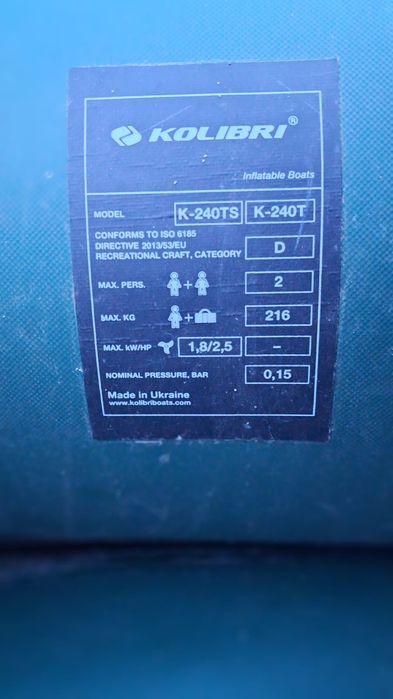 KOLIBRI®
Inflatable Boats
MODEL K-240TS K-240T
CONFORMS TO ISO 6185
DIRECTIVE 2013/53/EU
RECREATIONAL CRAFT, CATEGORY D
MAX. PERS. + 2
MAX. KG + 216
MAX. kW/HP 1,8/2,5 –
NOMINAL PRESSURE, BAR 0,15
Made in Ukraine
www.kolibriboats.com